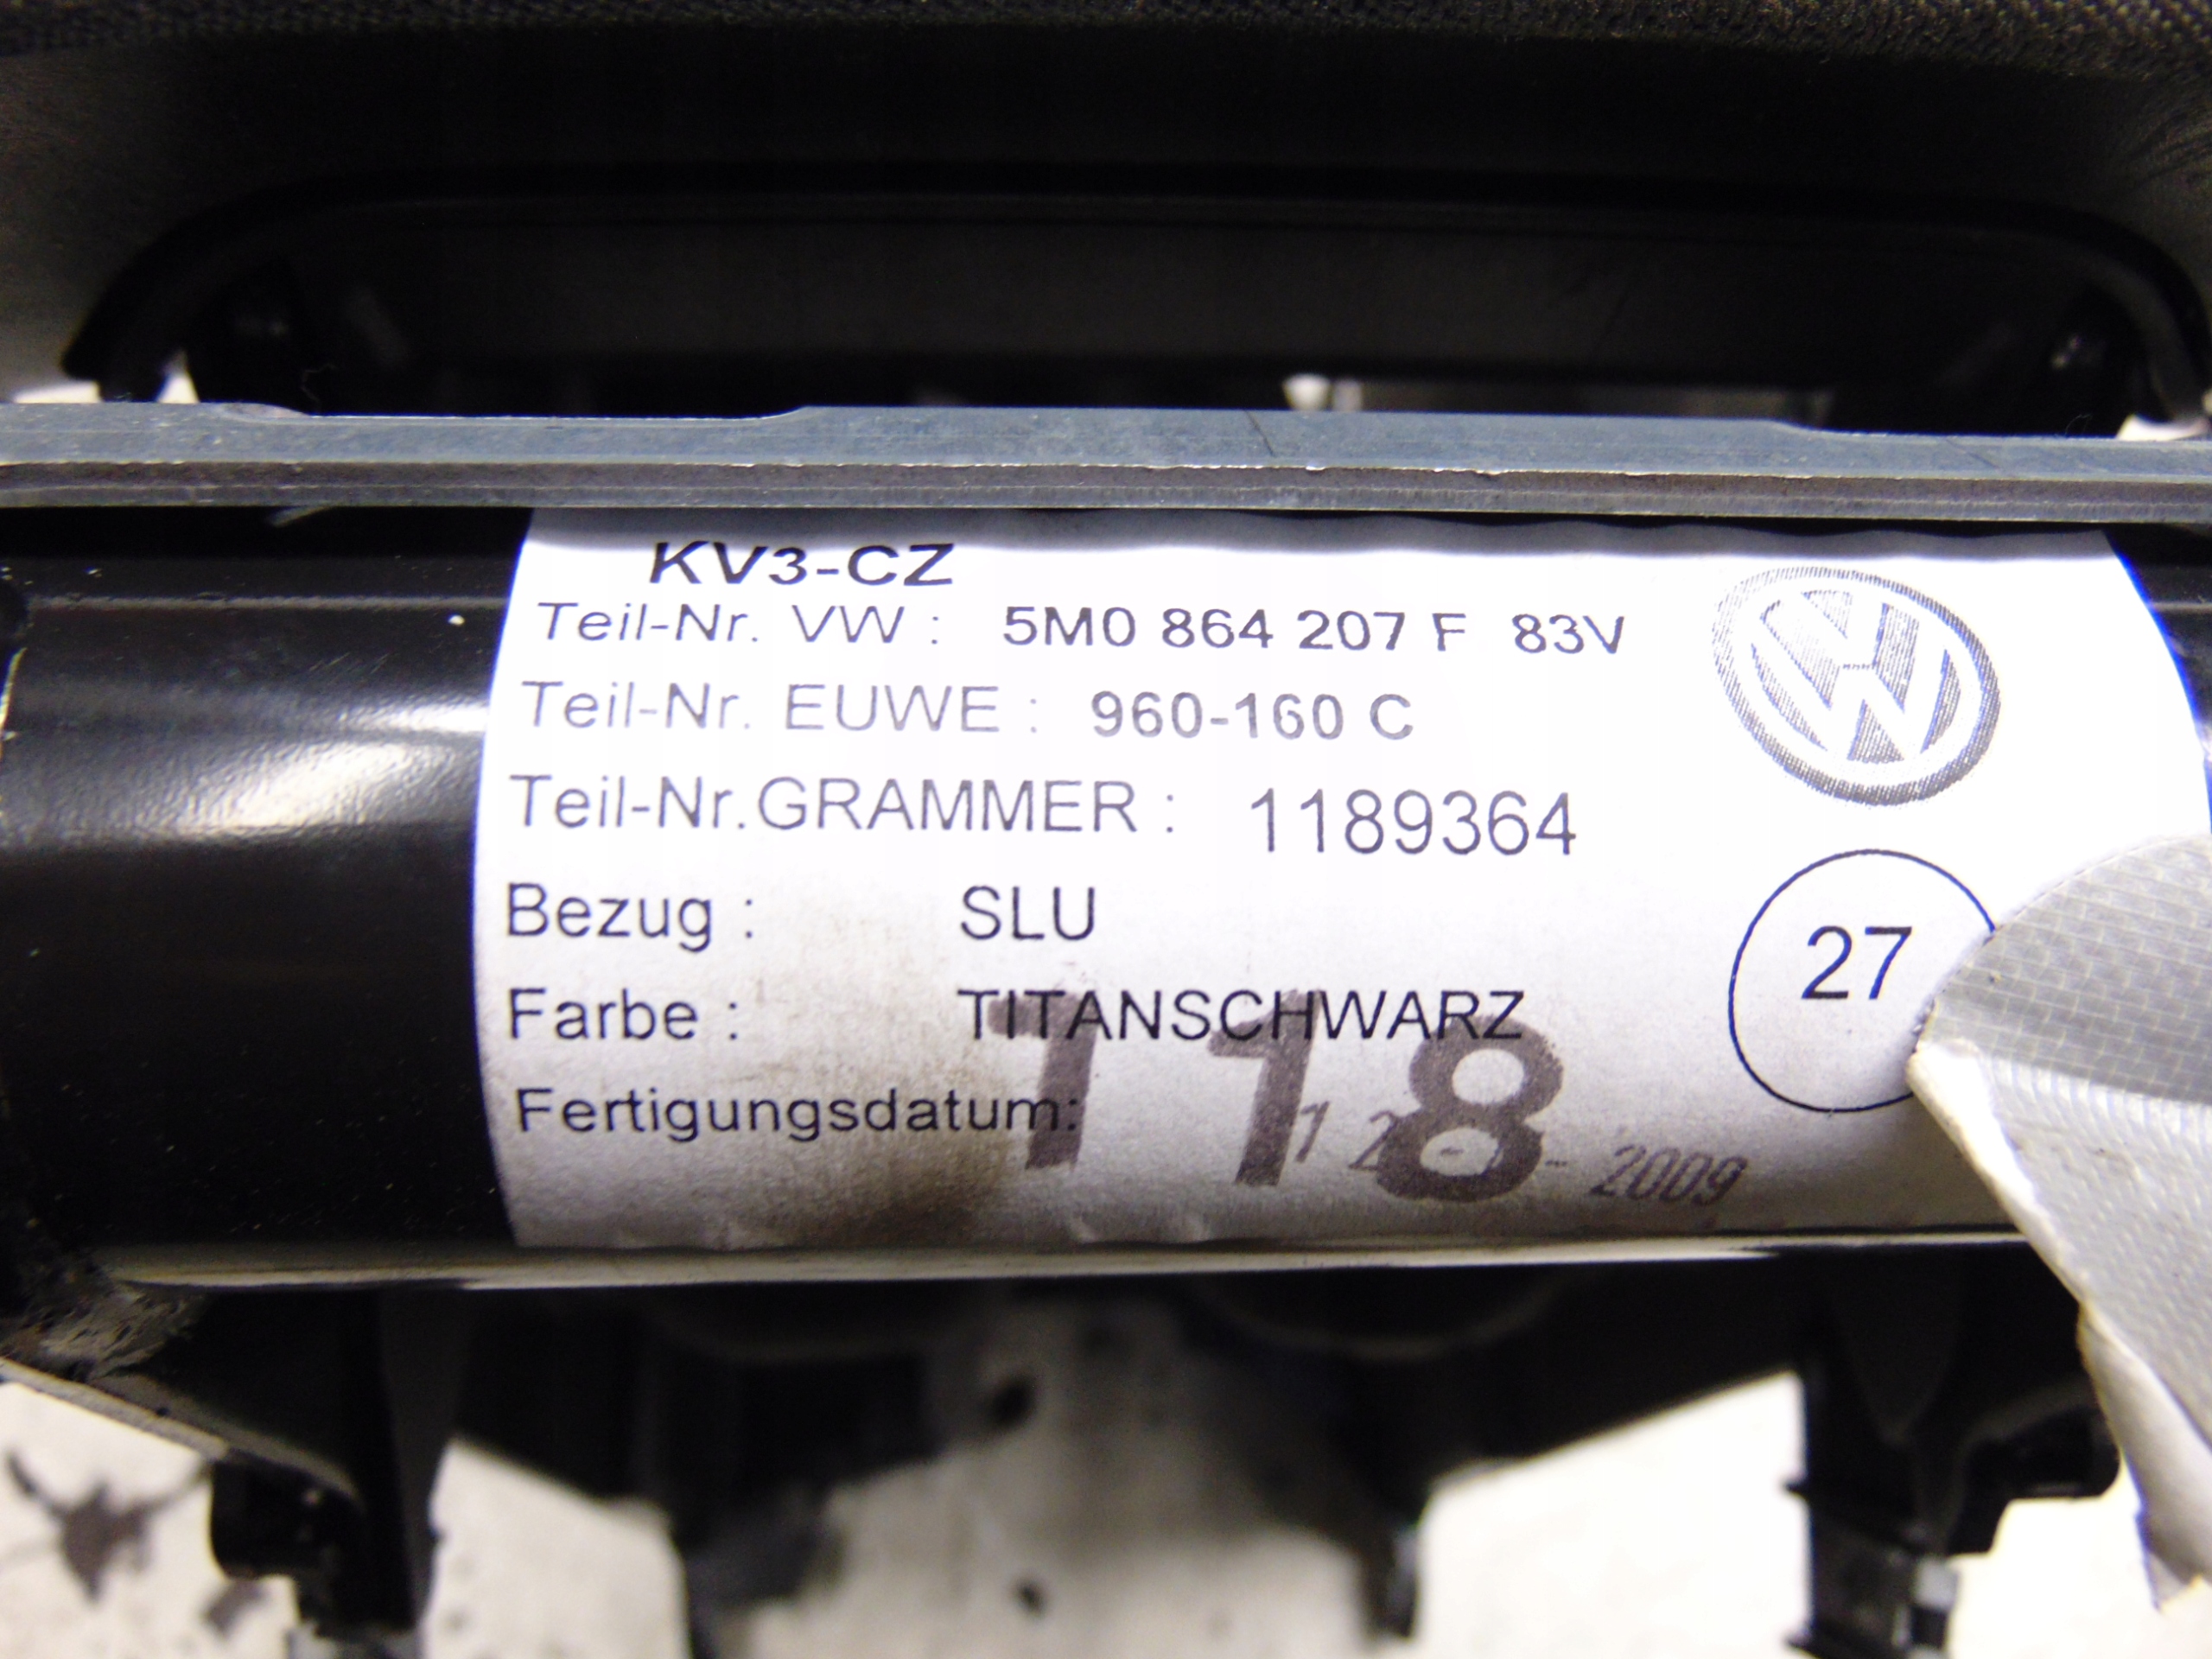 KV3-CZ
Teil-Nr. VW : 5M0 864 207 F 83V
Teil-Nr. EUWE : 960-160 C
Teil-Nr.GRAMMER : 1189364
Bezug : SLU
Farbe : TITANSCHWARZ
27
118
Fertigungsdatum: 2009